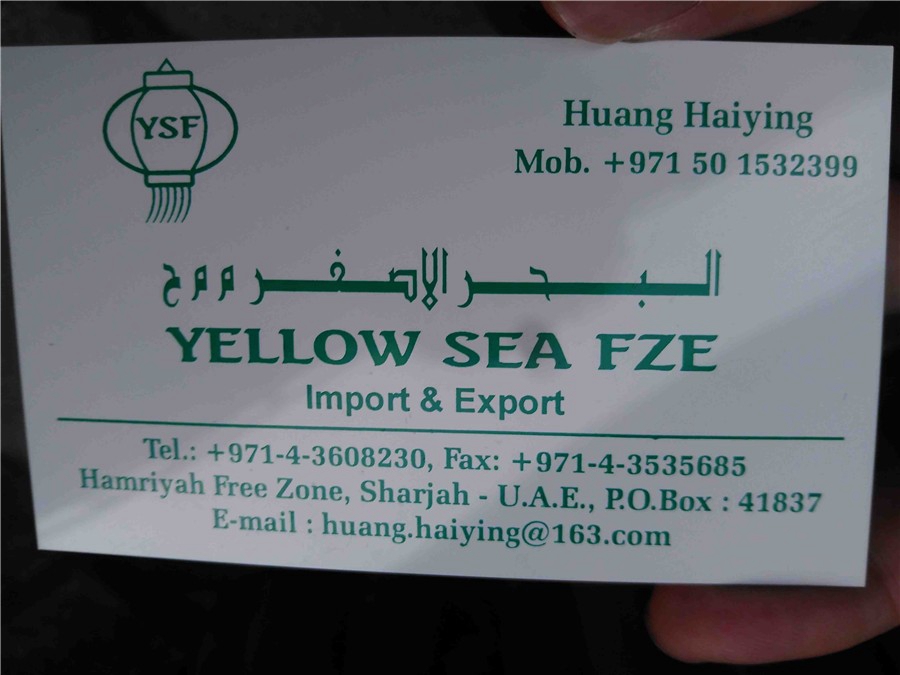 YSF
Huang Haiying
Mob. +971 50 1532399
البحر الاصفر م م ح
YELLOW SEA FZE
Import & Export
Tel.: +971-4-3608230, Fax: +971-4-3535685
Hamriyah Free Zone, Sharjah - U.A.E., P.O.Box : 41837
E-mail : huang.haiying@163.com